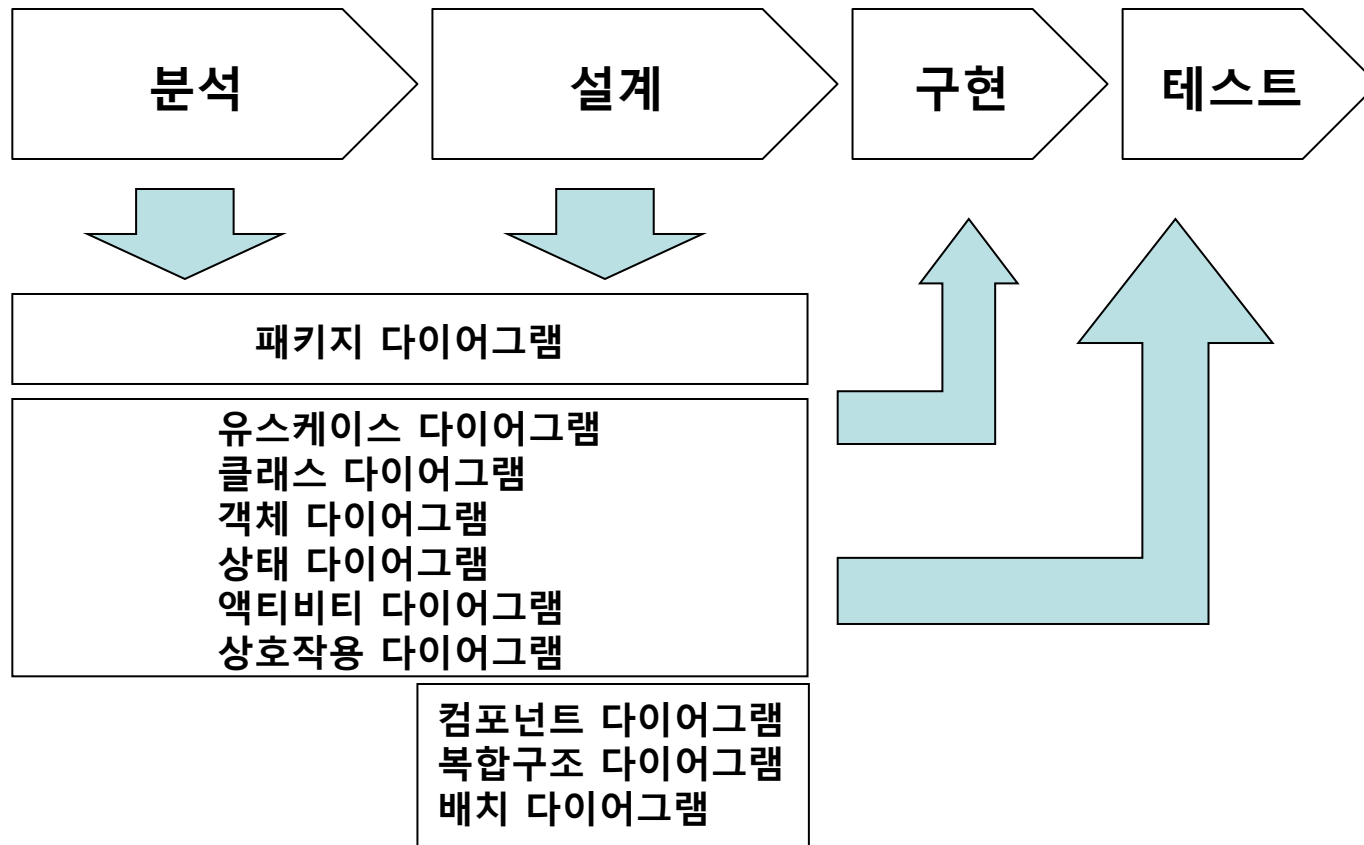 분석
설계
구현
테스트
패키지 다이어그램
유스케이스 다이어그램
클래스 다이어그램
객체 다이어그램
상태 다이어그램
액티비티 다이어그램
상호작용 다이어그램
컴포넌트 다이어그램
복합구조 다이어그램
배치 다이어그램